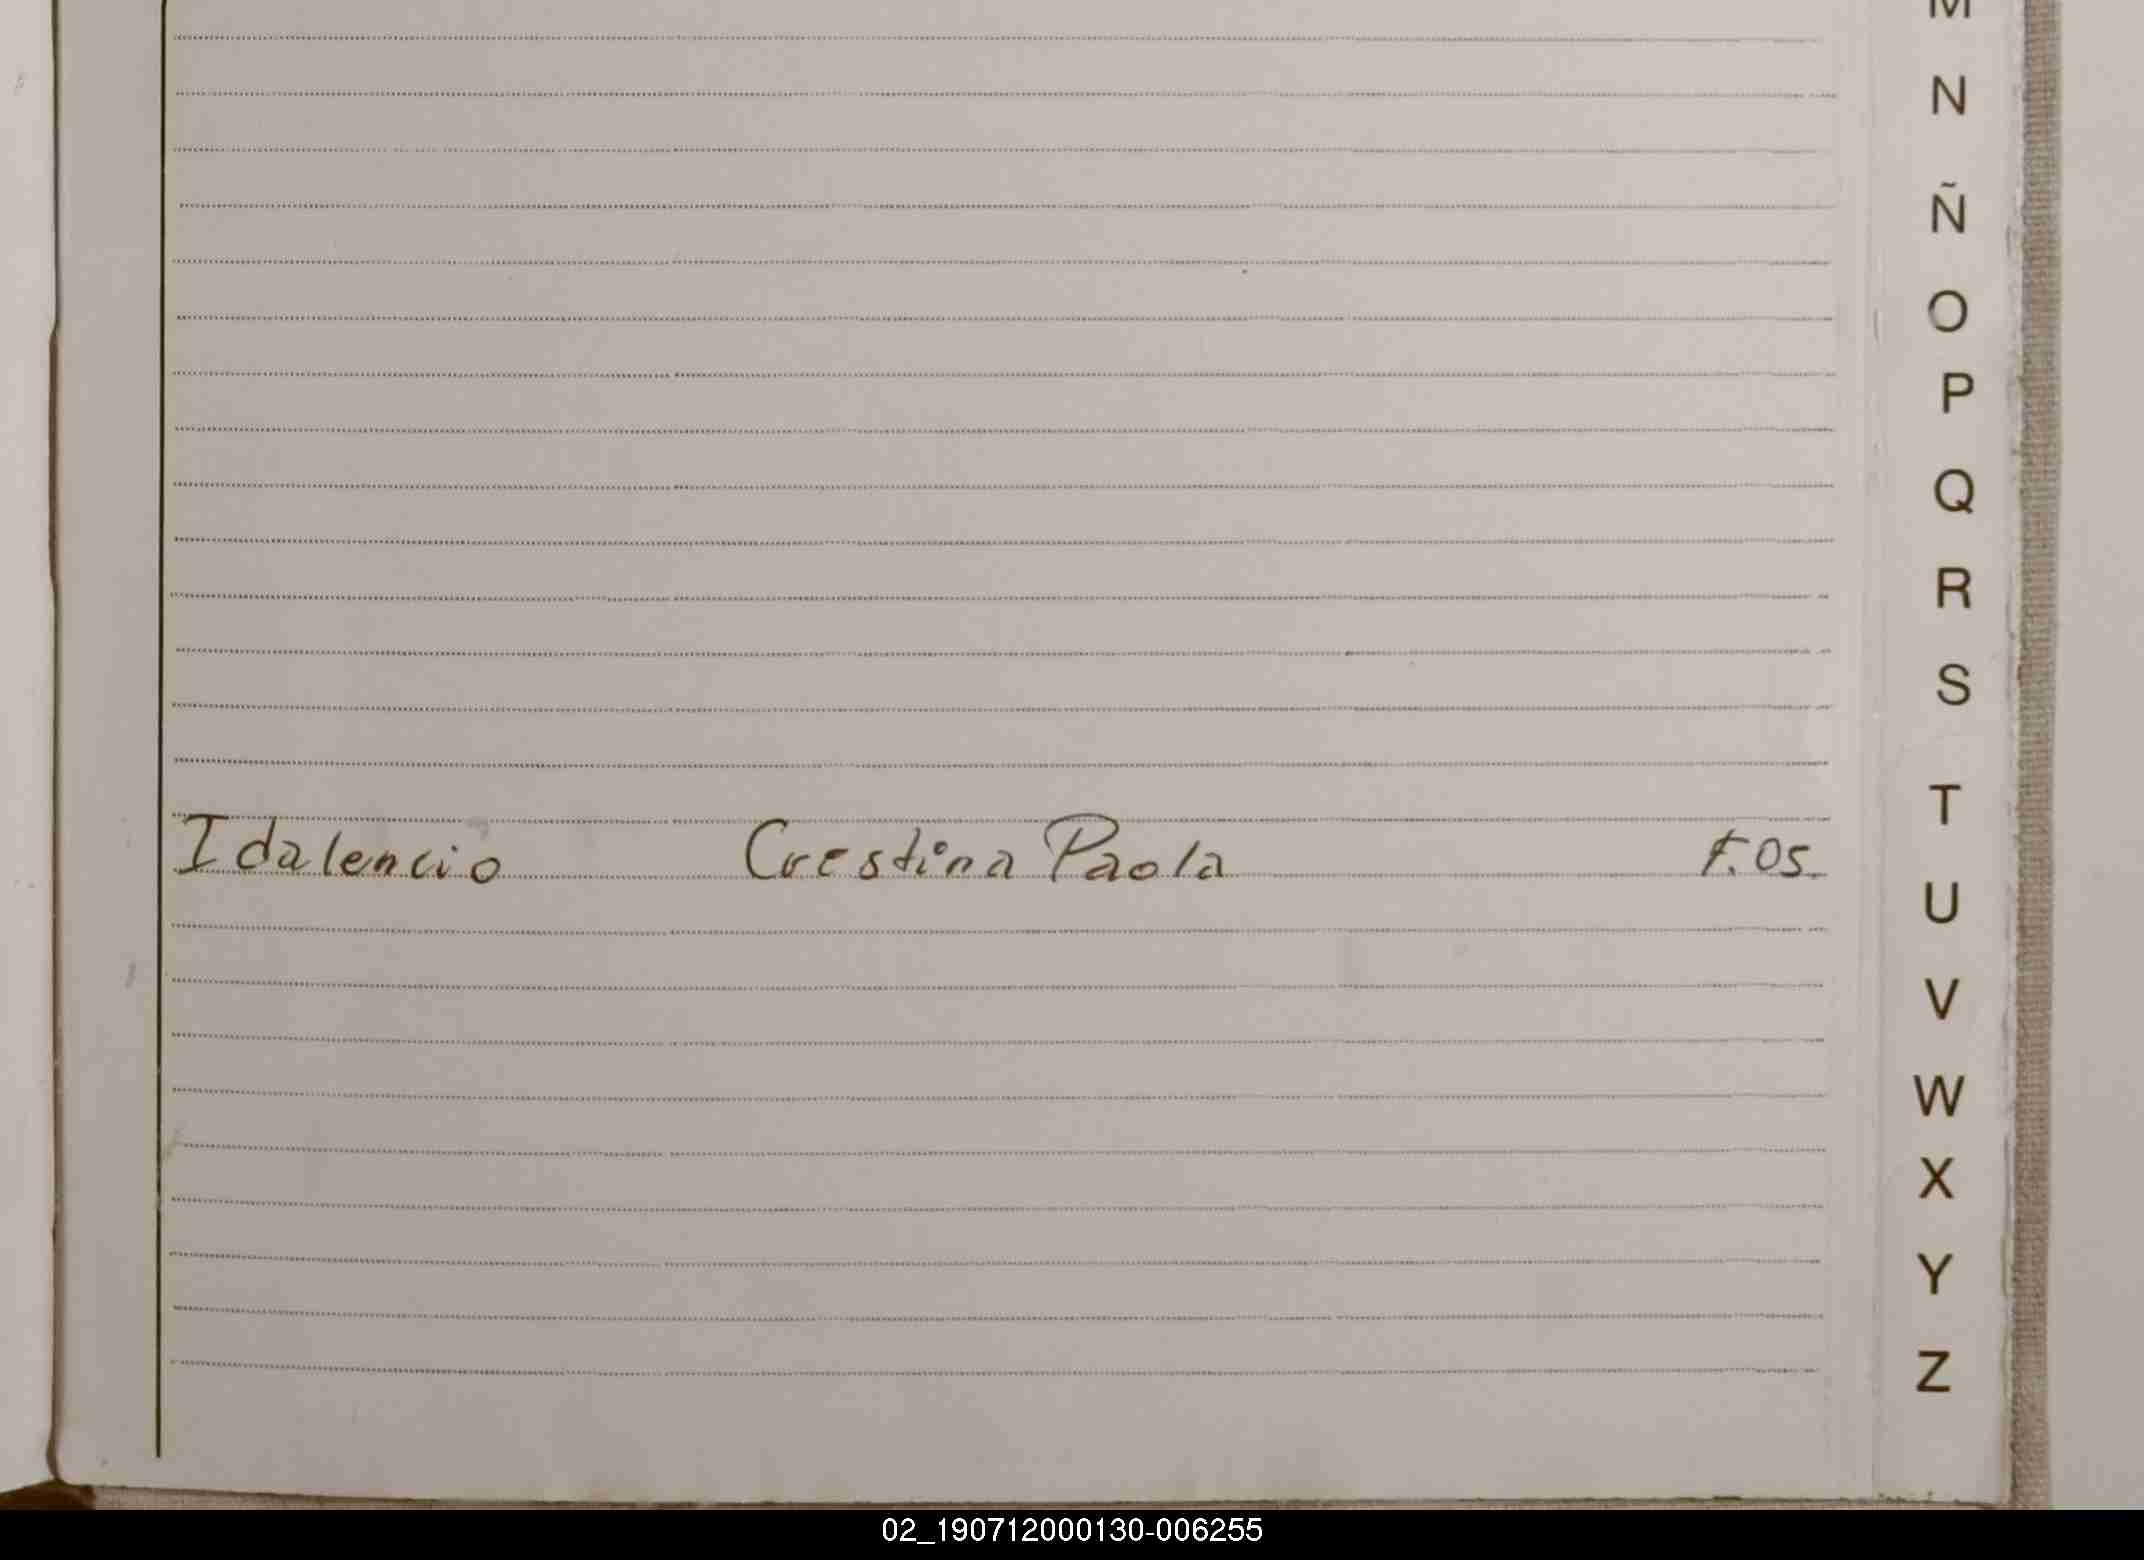 M
N
Ñ
O
P
Q
R
S
T
Idalencio Crestina Paola F.05.
U
V
W
X
Y
Z
02_190712000130-006255